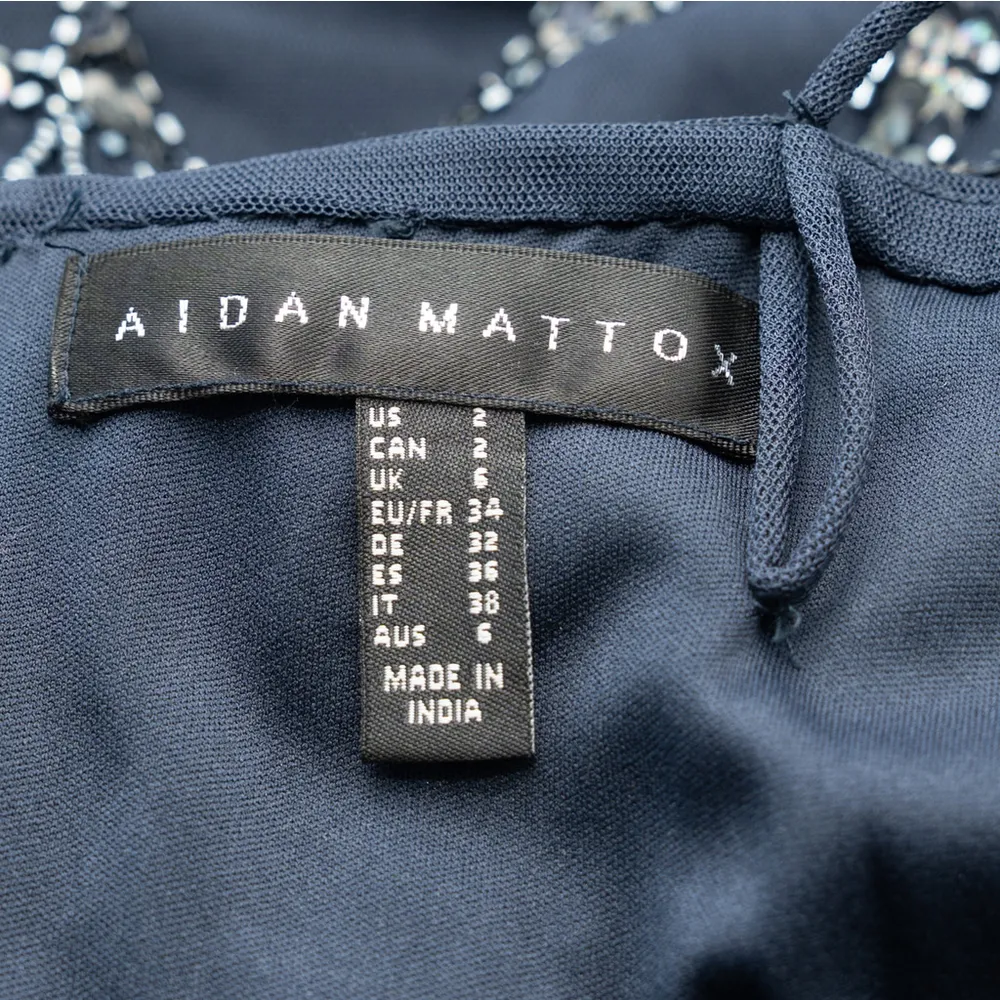 AIDAN MATTOX
US 2
CAN 2
UK 6
EU/FR 34
DE 32
ES 36
IT 38
AUS 6
MADE IN
INDIA